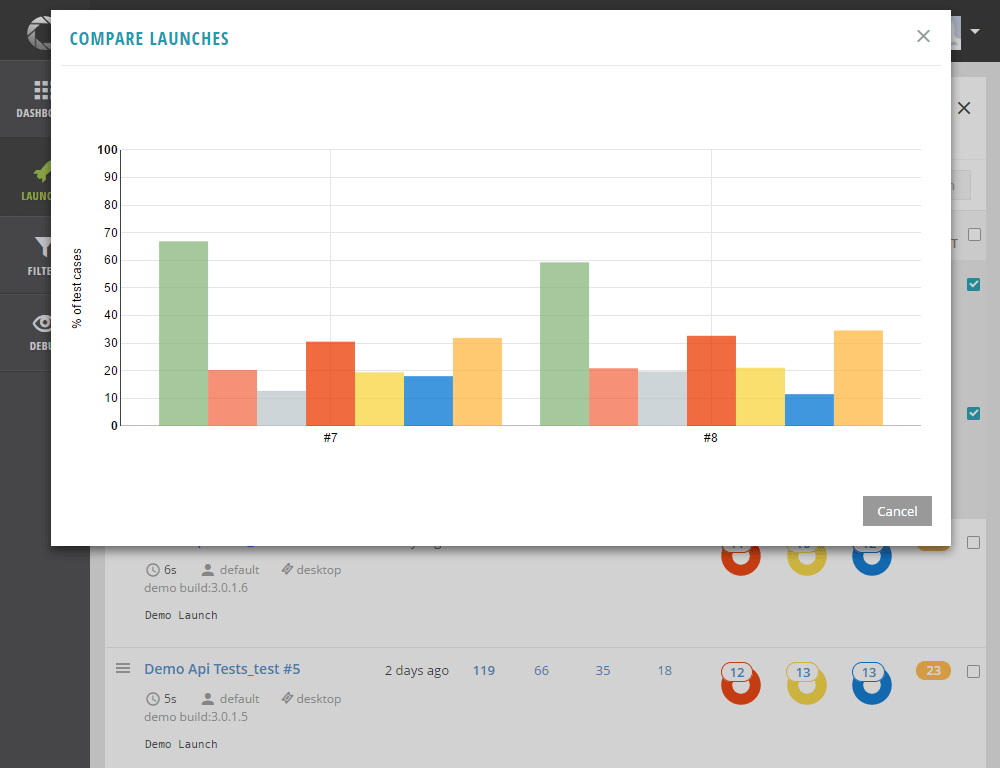 COMPARE LAUNCHES
DASHBO
LAUNC
FILTE
DEBU
T
100
90
80
70
60
50
40
30
20
10
0
% of test cases
#7
#8
Cancel
6s default desktop
demo build:3.0.1.6
Demo Launch
Demo Api Tests_test #5 2 days ago 119 66 35 18 12 13 13 23
5s default desktop
demo build:3.0.1.5
Demo Launch